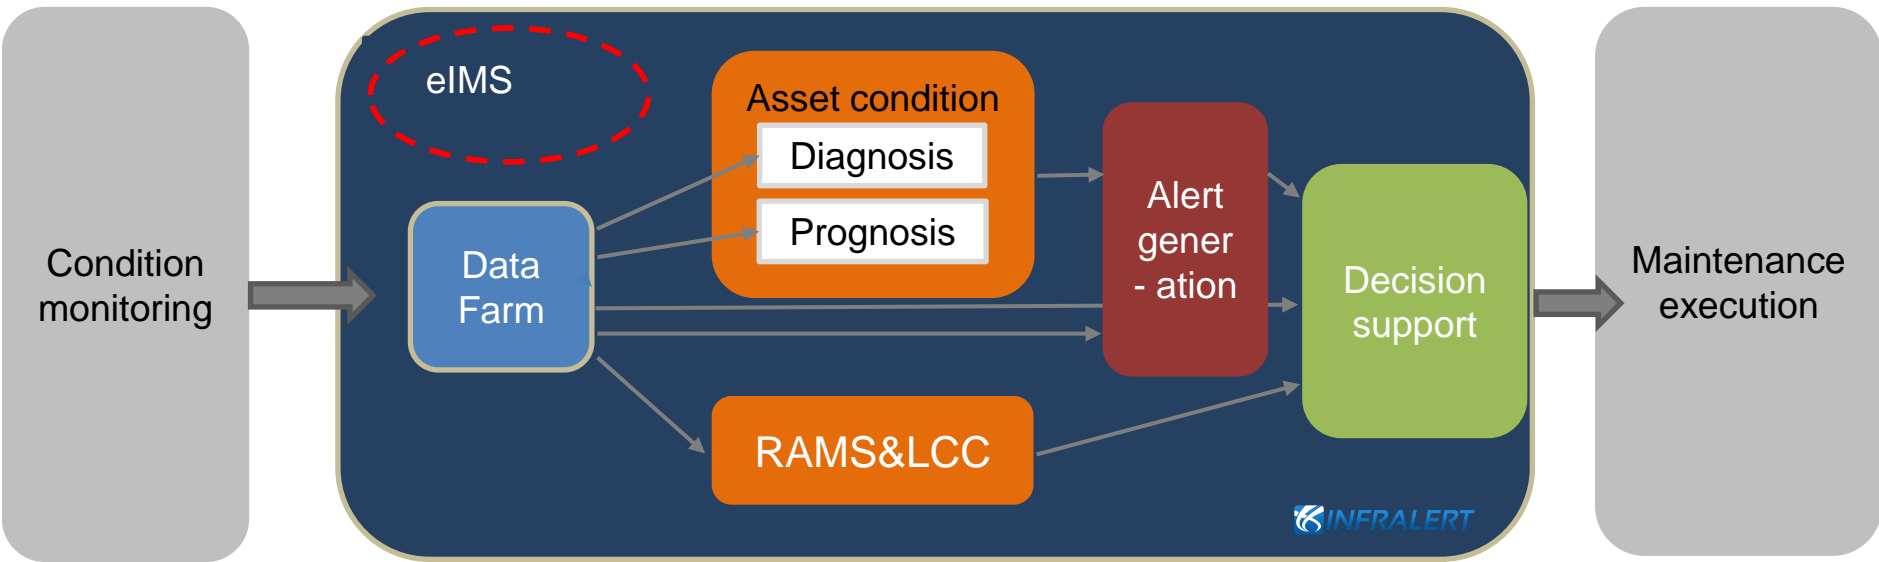 Condition
monitoring
eIMS
Data
Farm
Asset condition
Diagnosis
Prognosis
RAMS&LCC
Alert
gener
- ation
Decision
support
INFRALERT
Maintenance
execution